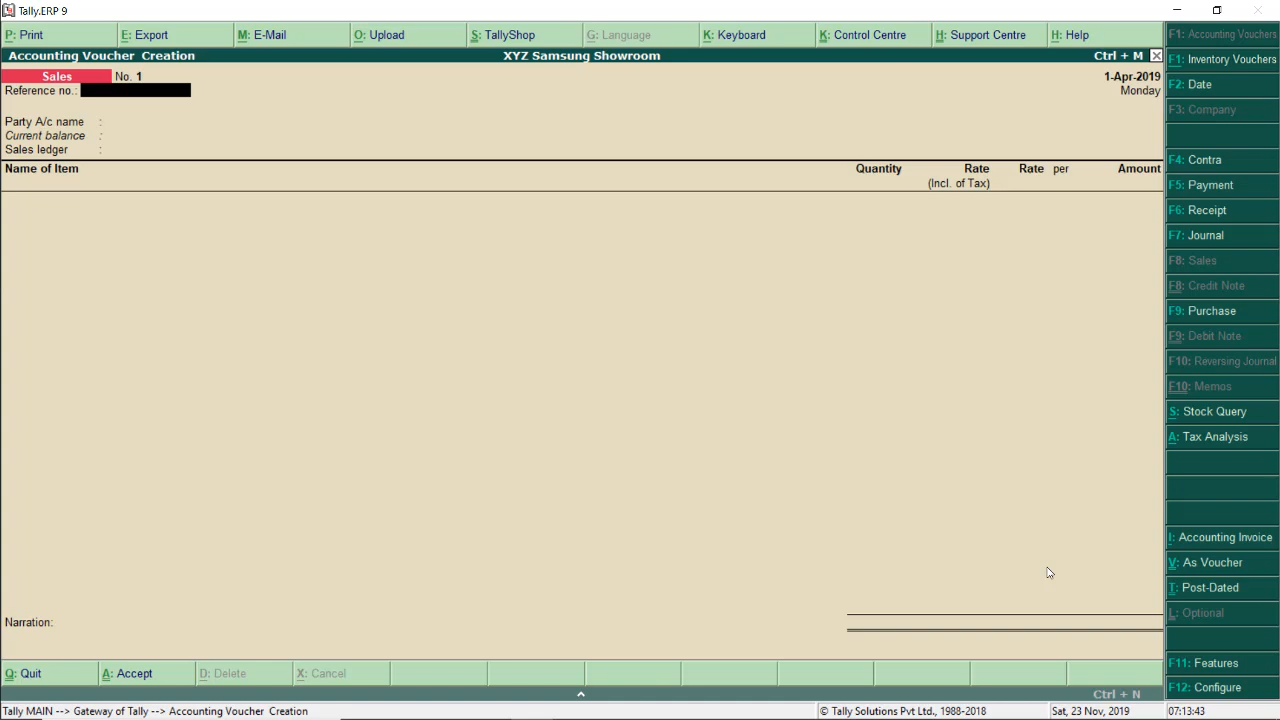 Tally.ERP 9
P: Print E: Export M: E-Mail O: Upload S: TallyShop G: Language K: Keyboard K: Control Centre H: Support Centre H: Help
F1: Accounting Vouchers
Accounting Voucher Creation XYZ Samsung Showroom Ctrl + M
F1: Inventory Vouchers
Sales No. 1 1-Apr-2019
Reference no.: Monday
F2: Date
F3: Company
Party A/c name :
Current balance :
Sales ledger :
F4: Contra
Name of Item Quantity Rate Rate per Amount
(Incl. of Tax)
F5: Payment
F6: Receipt
F7: Journal
F8: Sales
F8: Credit Note
F9: Purchase
F9: Debit Note
F10: Reversing Journal
F10: Memos
S: Stock Query
A: Tax Analysis
I: Accounting Invoice
V: As Voucher
T: Post-Dated
L: Optional
Narration:
F11: Features
Q: Quit A: Accept D: Delete X: Cancel
F12: Configure
Ctrl + N
Tally MAIN --> Gateway of Tally --> Accounting Voucher Creation © Tally Solutions Pvt Ltd., 1988-2018 Sat, 23 Nov, 2019 07:13:43